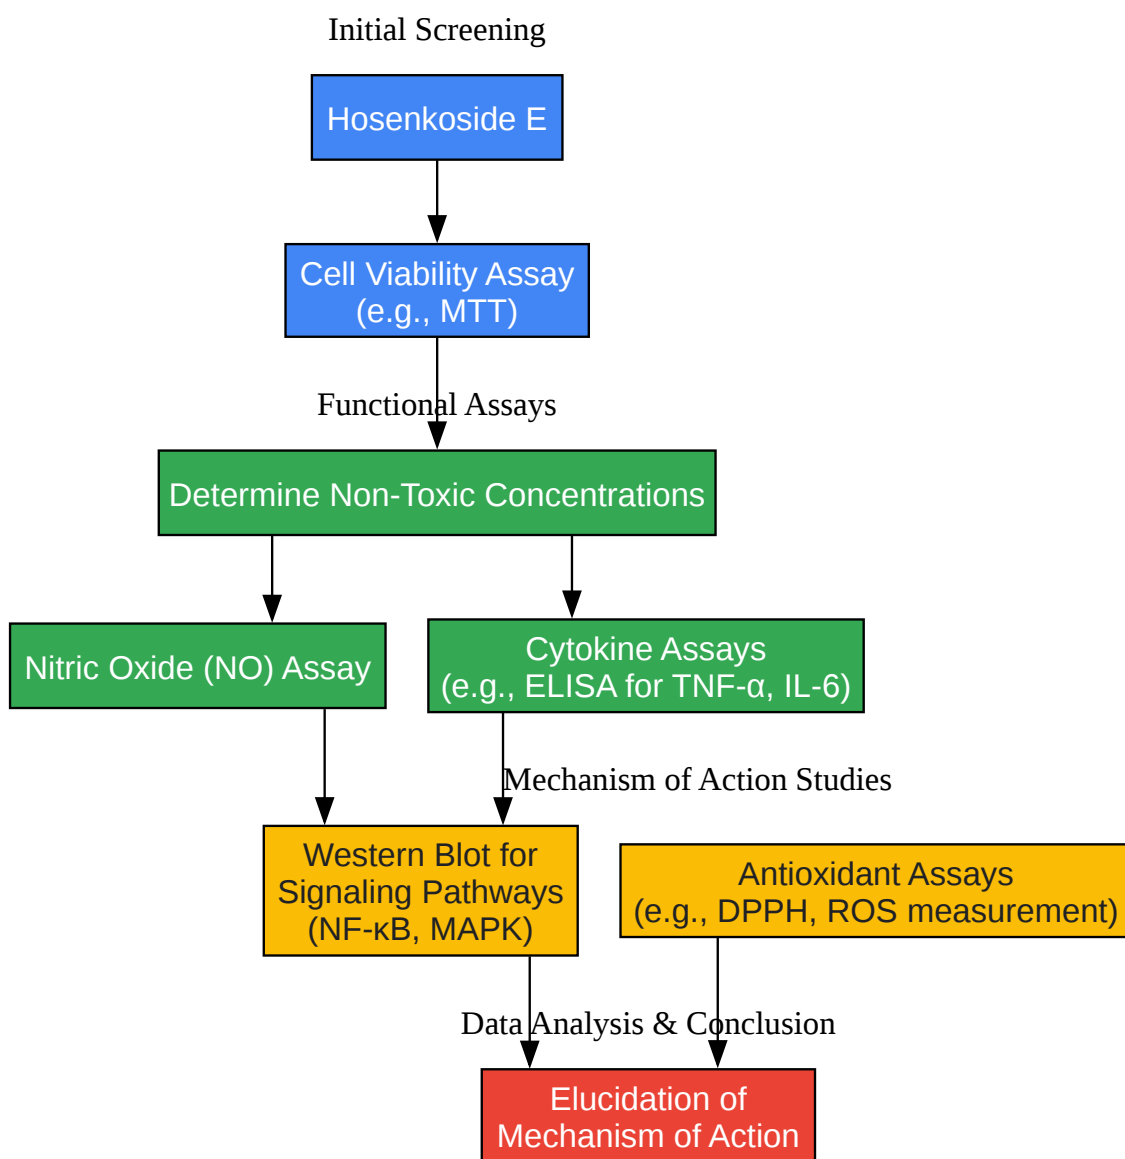 Initial Screening
Hosenkoside E
Cell Viability Assay
(e.g., MTT)
Functional Assays
Determine Non-Toxic Concentrations
Nitric Oxide (NO) Assay
Cytokine Assays
(e.g., ELISA for TNF-α, IL-6)
Mechanism of Action Studies
Western Blot for
Signaling Pathways
(NF-κB, MAPK)
Antioxidant Assays
(e.g., DPPH, ROS measurement)
Data Analysis & Conclusion
Elucidation of
Mechanism of Action